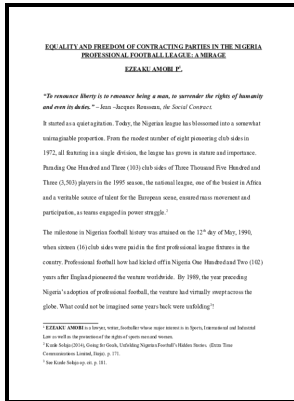 EQUALITY AND FREEDOM OF CONTRACTING PARTIES IN THE NIGERIA
PROFESSIONAL FOOTBALL LEAGUE: A MIRAGE
EZEAKU AMOBI P¹.
"To renounce liberty is to renounce being a man, to surrender the rights of humanity
and even its duties." – Jean –Jacques Rousseau, the Social Contract.
It started as a quiet agitation. Today, the Nigeria league has blossomed into a somewhat
unimaginable proportion. From the modest number of eight pioneering club sides in
1972, all featuring in a single division, the league has grown in stature and importance.
Parading One Hundred and Three (103) club sides of Three Thousand Five Hundred and
Three (3,503) players in the 1995 season, the national league, one of the busiest in Africa
and a veritable source of talent for the European scene, ensured mass movement and
participation, as teams engaged in power struggle.²
The milestone in Nigerian football history was attained on the 12th day of May, 1990,
when sixteen (16) club sides were paired in the first professional league fixtures in the
country. Professional football now had kicked off in Nigeria One Hundred and Two (102)
years after England pioneered the venture worldwide. By 1989, the year preceding
Nigeria's adoption of professional football, the venture had virtually swept across the
globe. What could not be imagined some years back were unfolding³!
¹ EZEAKU AMOBI is a lawyer, writer, footballer whose major interest is in Sports, International and Industrial
Law as well as the protection of the rights of sports men and women.
² Kunle Solaja (2014), Going for Goals, Unfolding Nigerian Football's Hidden Stories. (Extra Time
Communications Limited, Lagos). p. 171.
³ See Kunle Solaja op. cit. p. 181.